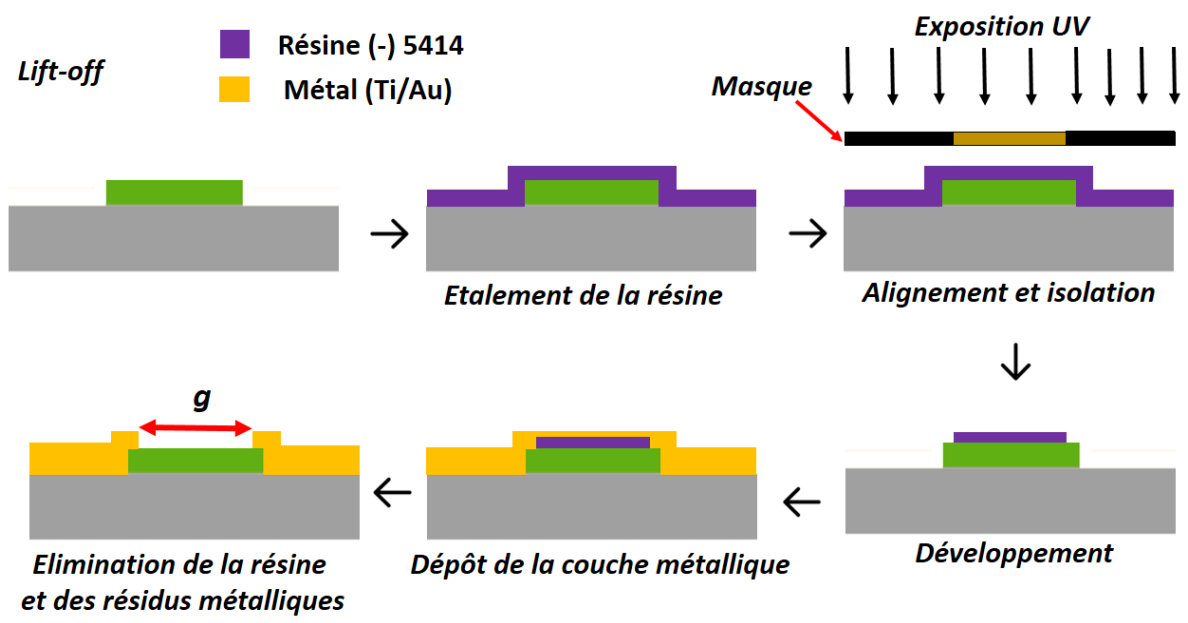 Lift-off
Résine (-) 5414
Métal (Ti/Au)
Exposition UV
Masque
Etalement de la résine
Alignement et isolation
g
Elimination de la résine
et des résidus métalliques
Dépôt de la couche métallique
Développement